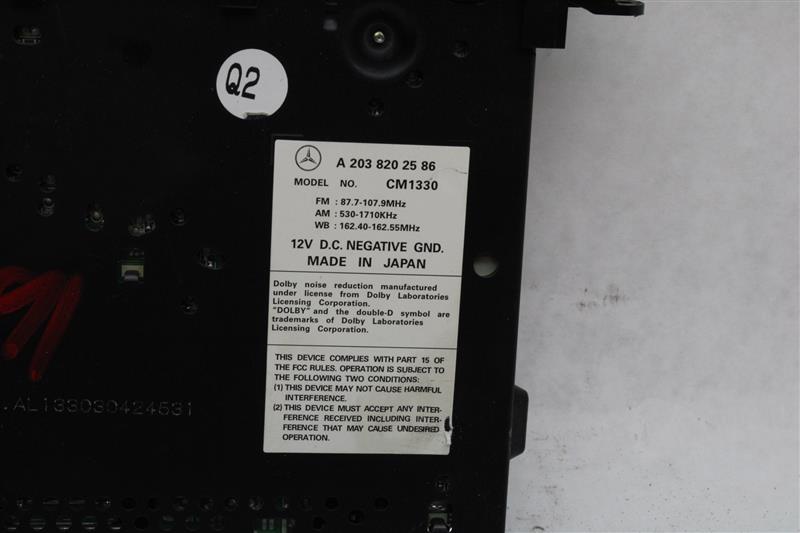 Q2
A 203 820 25 86
MODEL NO. CM1330
FM : 87.7-107.9MHz
AM : 530-1710KHz
WB : 162.40-162.55MHz
12V D.C. NEGATIVE GND.
MADE IN JAPAN
Dolby noise reduction manufactured
under license from Dolby Laboratories
Licensing Corporation.
"DOLBY" and the double-D symbol are
trademarks of Dolby Laboratories
Licensing Corporation.
THIS DEVICE COMPLIES WITH PART 15 OF
THE FCC RULES. OPERATION IS SUBJECT TO
THE FOLLOWING TWO CONDITIONS:
(1) THIS DEVICE MAY NOT CAUSE HARMFUL
INTERFERENCE.
(2) THIS DEVICE MUST ACCEPT ANY INTER-
FERENCE RECEIVED INCLUDING INTER-
FERENCE THAT MAY CAUSE UNDESIRED
OPERATION.
.AL133030424531